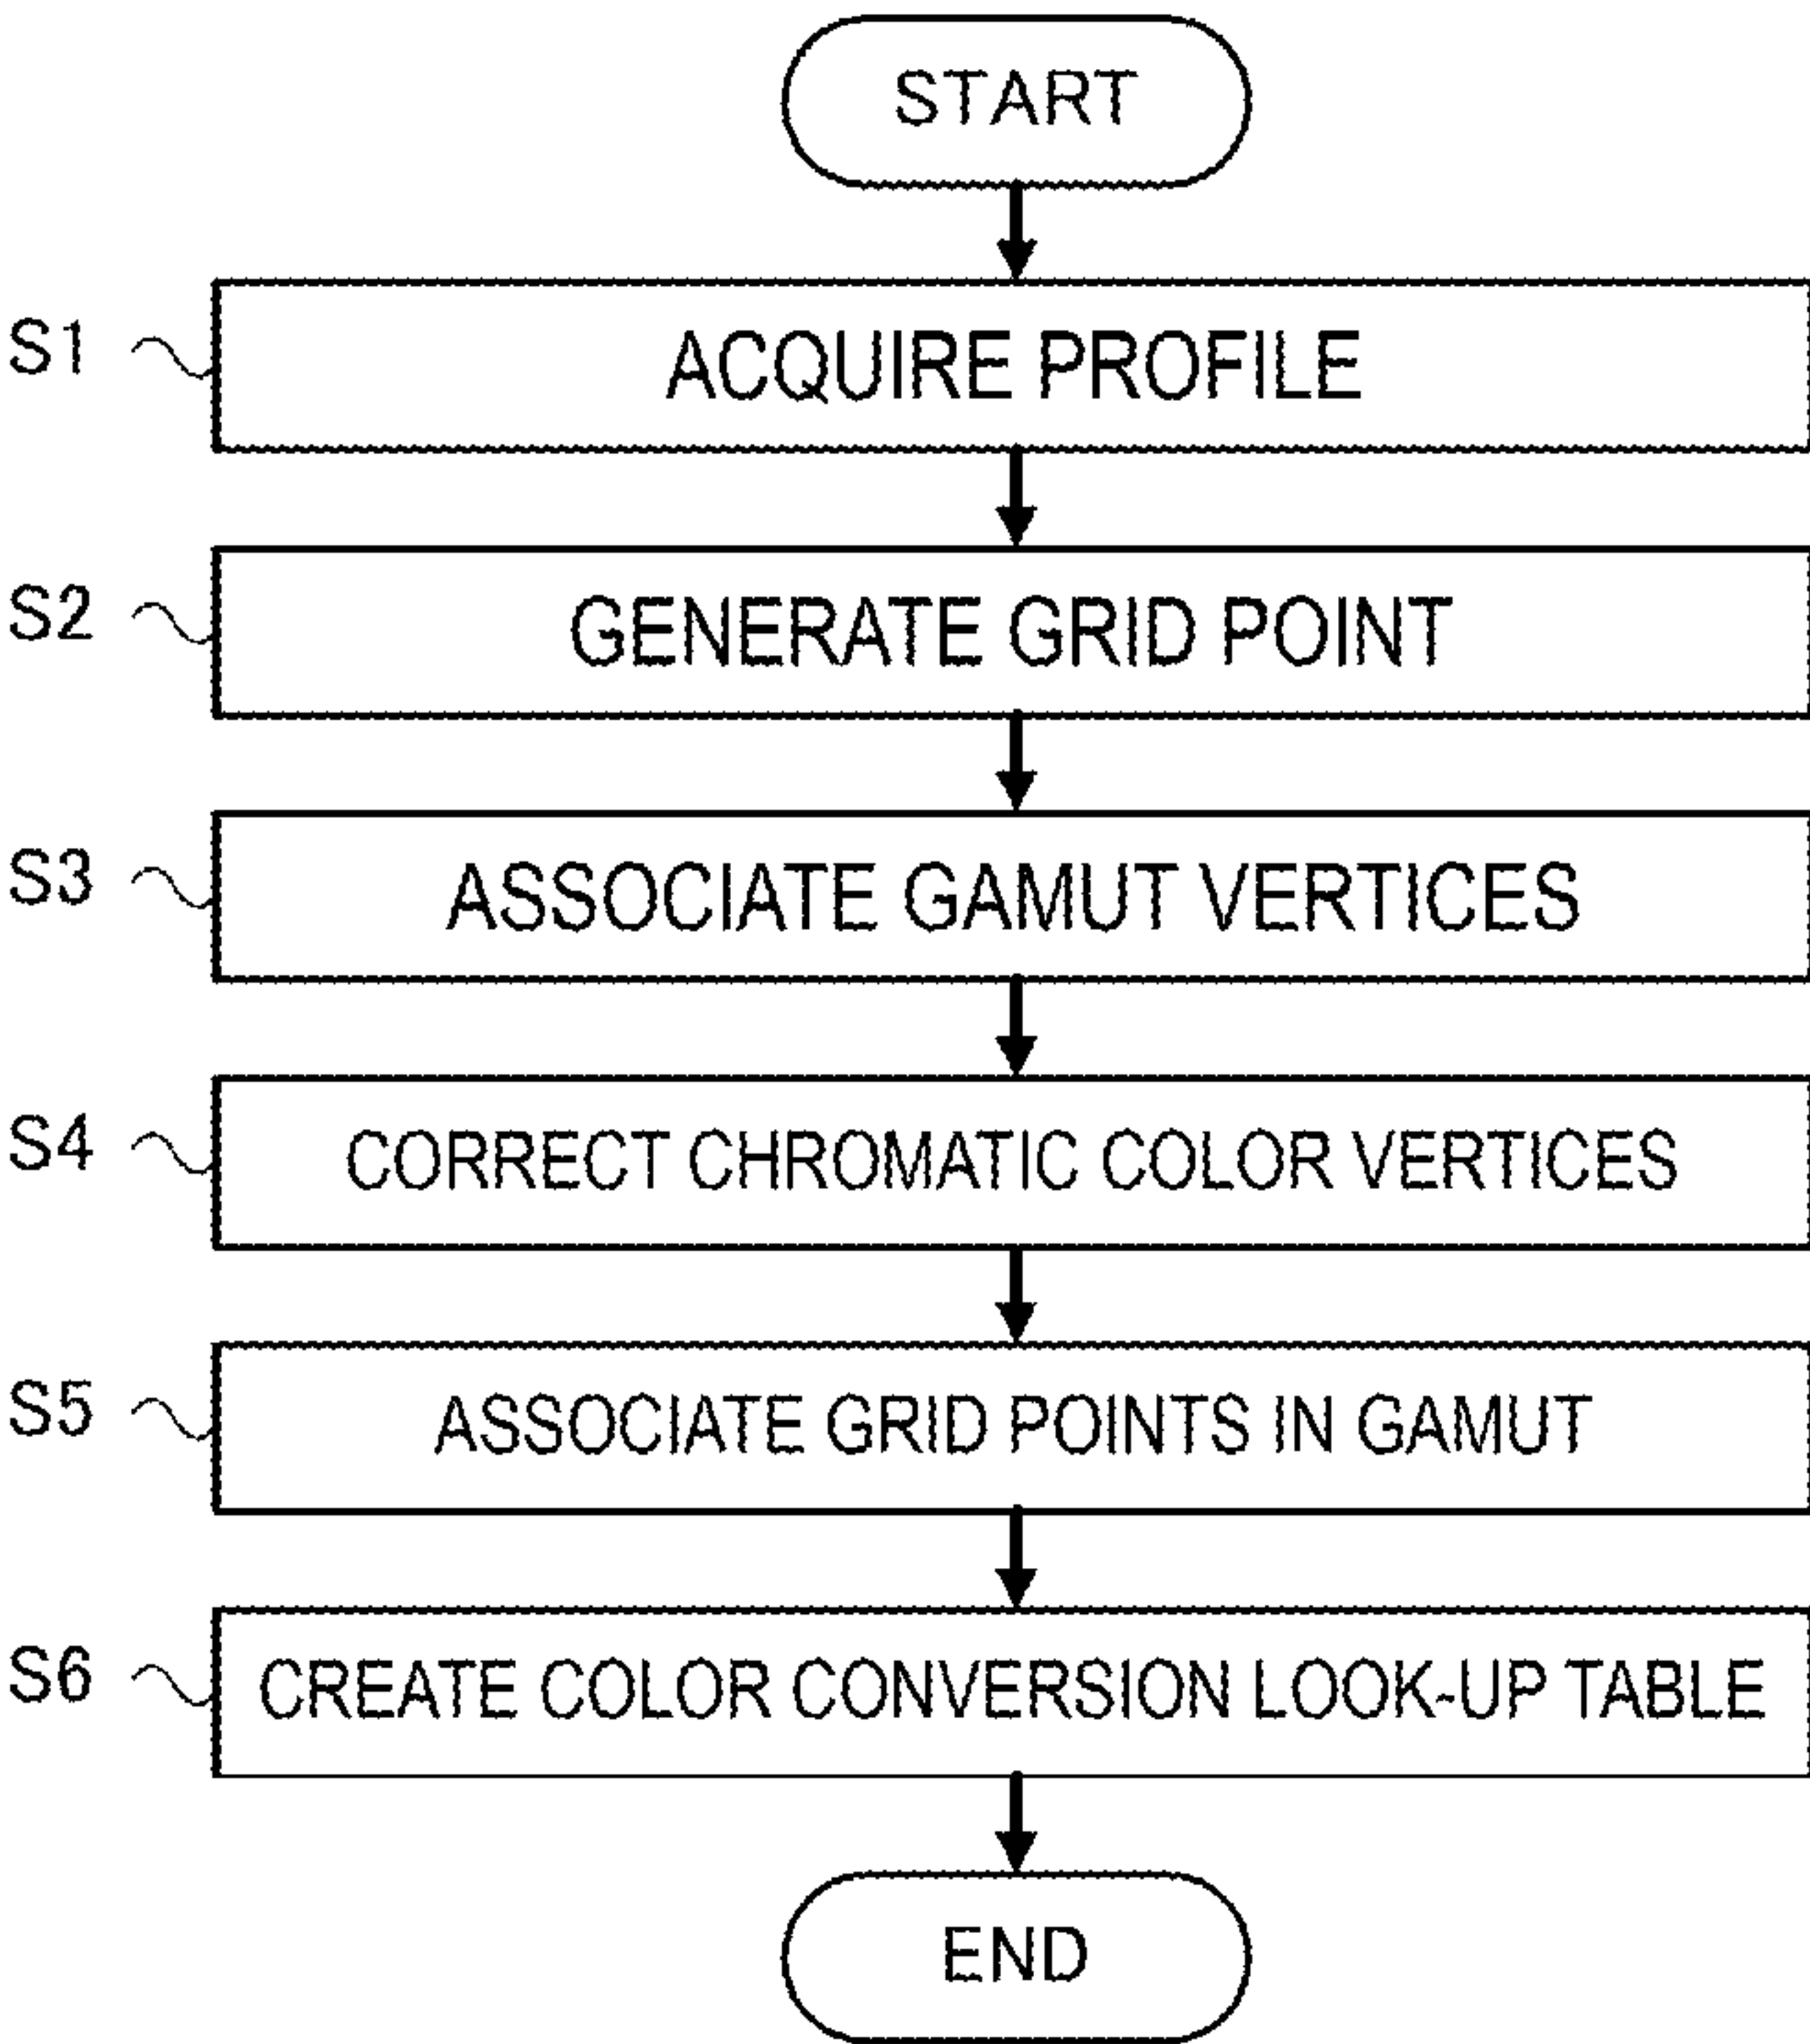 START
S1 ACQUIRE PROFILE
S2 GENERATE GRID POINT
S3 ASSOCIATE GAMUT VERTICES
S4 CORRECT CHROMATIC COLOR VERTICES
S5 ASSOCIATE GRID POINTS IN GAMUT
S6 CREATE COLOR CONVERSION LOOK-UP TABLE
END